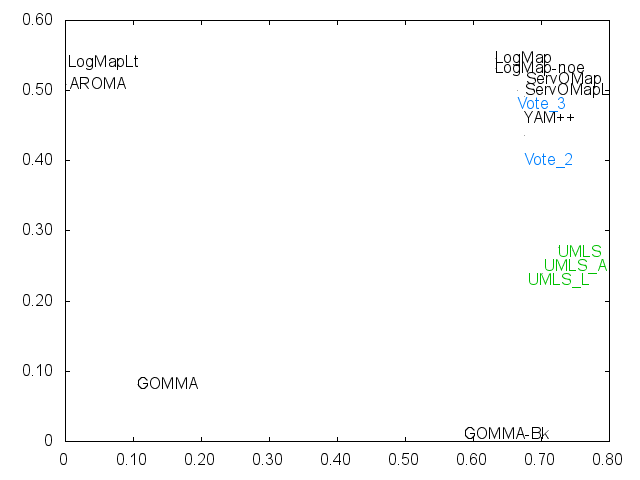 0.60
LogMap
LogMapLt
LogMap-noe
ServOMap
AROMA
0.50
ServOMapL
Vote_3
YAM++
0.40
Vote_2
0.30
UMLS
UMLS_A
UMLS_L
0.20
0.10
GOMMA
GOMMA-Bk
0
0 0.10 0.20 0.30 0.40 0.50 0.60 0.70 0.80